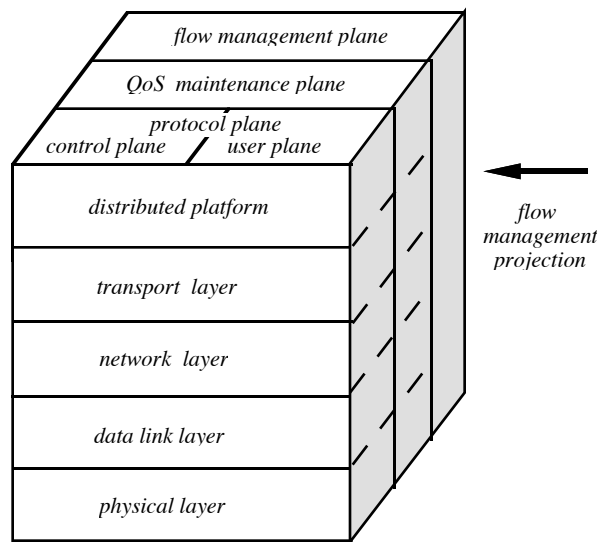 flow management plane
QoS maintenance plane
protocol plane
control plane
user plane
distributed platform
transport layer
network layer
data link layer
physical layer
flow
management
projection